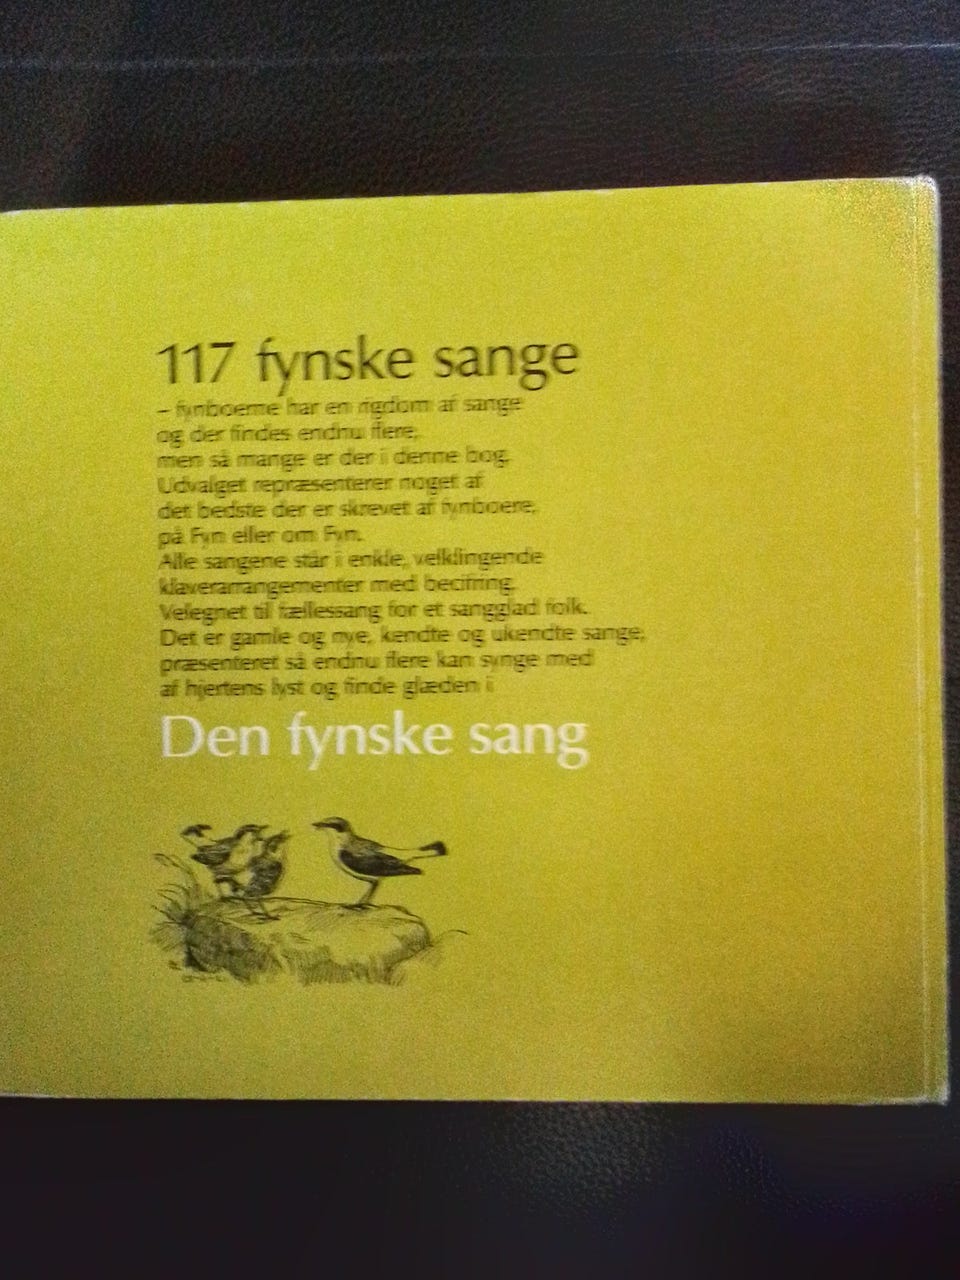 117 fynske sange
– fynboerne har en rigdom af sange
og der findes endnu flere,
men så mange er der i denne bog.
Udvalget repræsenterer noget af
det bedste der er skrevet af fynboere,
på Fyn eller om Fyn.
Alle sangene står i enkle, velklingende
klaverarrangementer med becifring.
Velegnet til fællessang for et sangglad folk.
Det er gamle og nye, kendte og ukendte sange,
præsenteret så endnu flere kan synge med
af hjertens lyst og finde glæden i
Den fynske sang